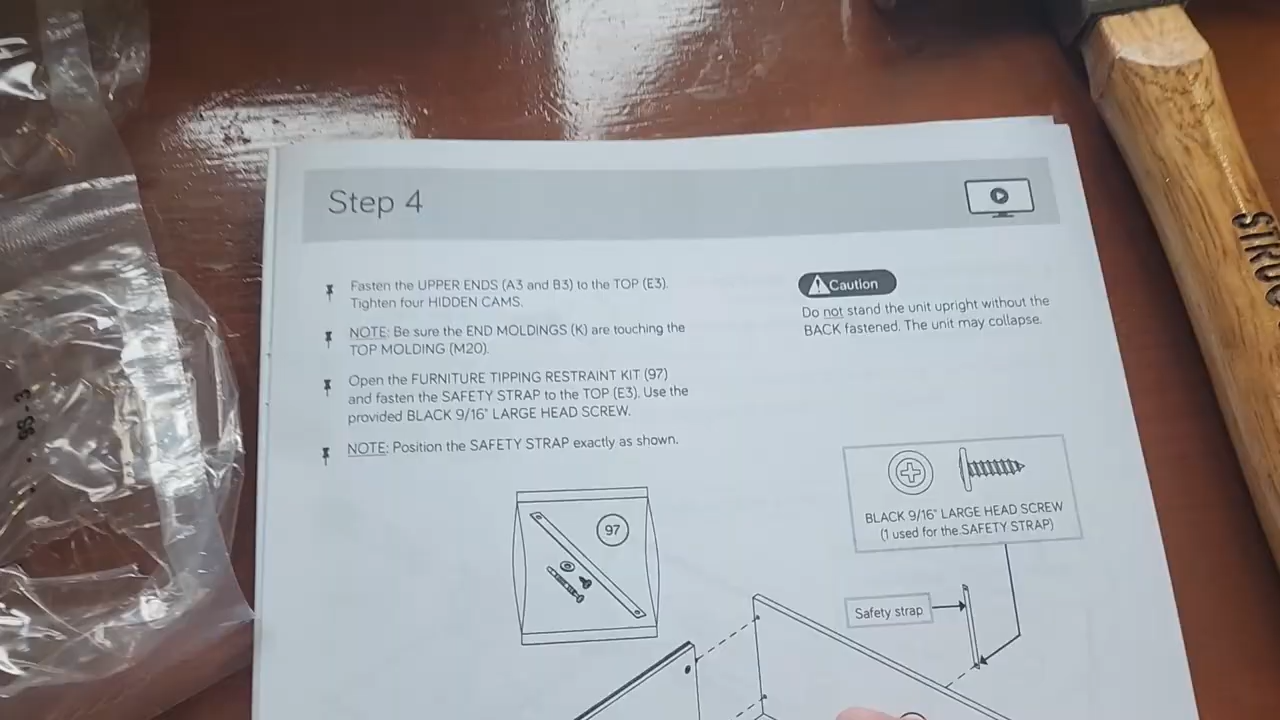 Step 4
Fasten the UPPER ENDS (A3 and B3) to the TOP (E3).
Tighten four HIDDEN CAMS.
NOTE: Be sure the END MOLDINGS (K) are touching the
TOP MOLDING (M20).
Open the FURNITURE TIPPING RESTRAINT KIT (97)
and fasten the SAFETY STRAP to the TOP (E3). Use the
provided BLACK 9/16" LARGE HEAD SCREW.
NOTE: Position the SAFETY STRAP exactly as shown.
Caution
Do not stand the unit upright without the
BACK fastened. The unit may collapse.
97
BLACK 9/16" LARGE HEAD SCREW
(1 used for the SAFETY STRAP)
Safety strap